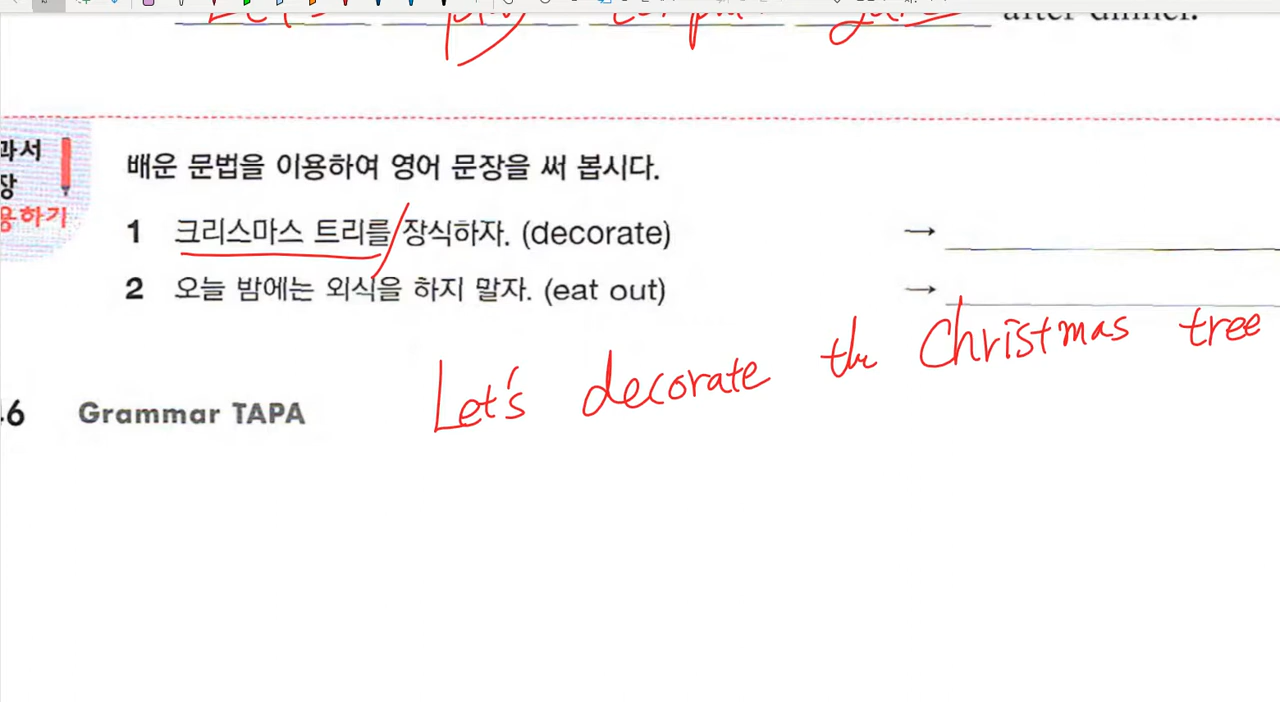 after dinner.
과서
장
용하기
배운 문법을 이용하여 영어 문장을 써 봅시다.
1 크리스마스 트리를 장식하자. (decorate) →
2 오늘 밤에는 외식을 하지 말자. (eat out) →
Let's decorate the Christmas tree
6 Grammar TAPA